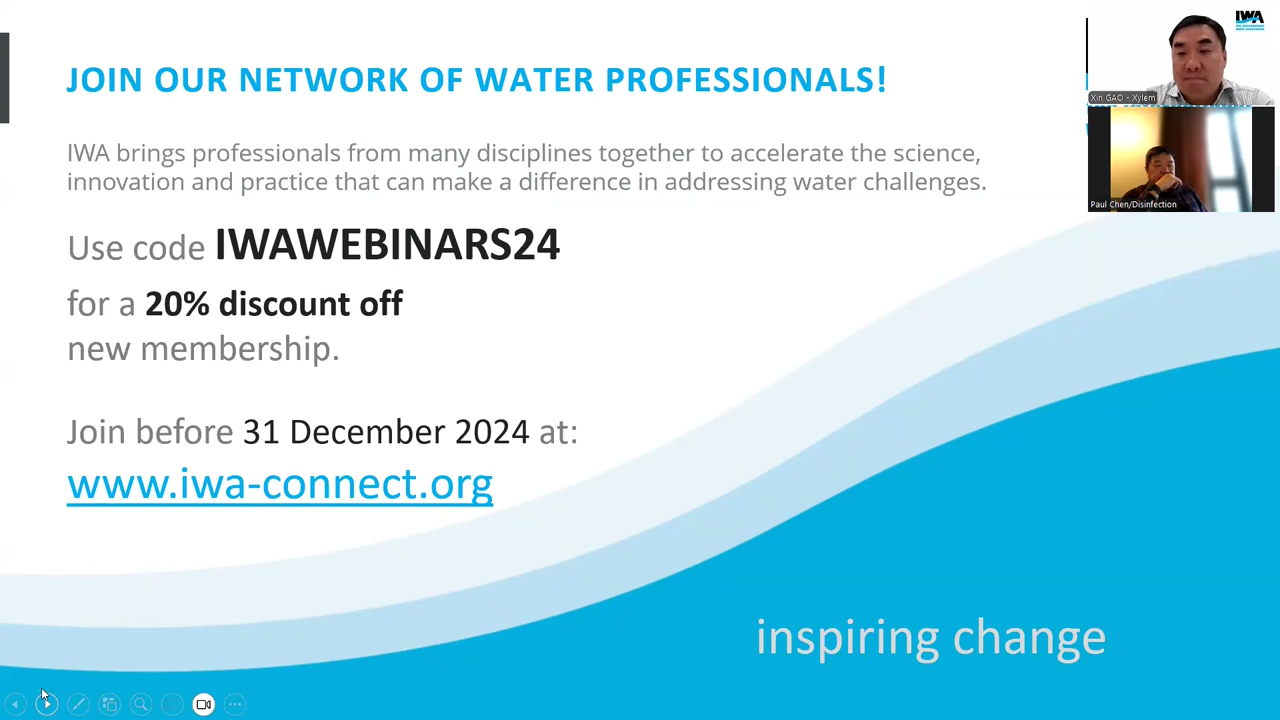 IWA
JOIN OUR NETWORK OF WATER PROFESSIONALS!
Xin GAO - Xylem
IWA brings professionals from many disciplines together to accelerate the science,
innovation and practice that can make a difference in addressing water challenges.
Paul Chen/Disinfection
Use code IWAWEBINARS24
for a 20% discount off
new membership.
Join before 31 December 2024 at:
www.iwa-connect.org
inspiring change